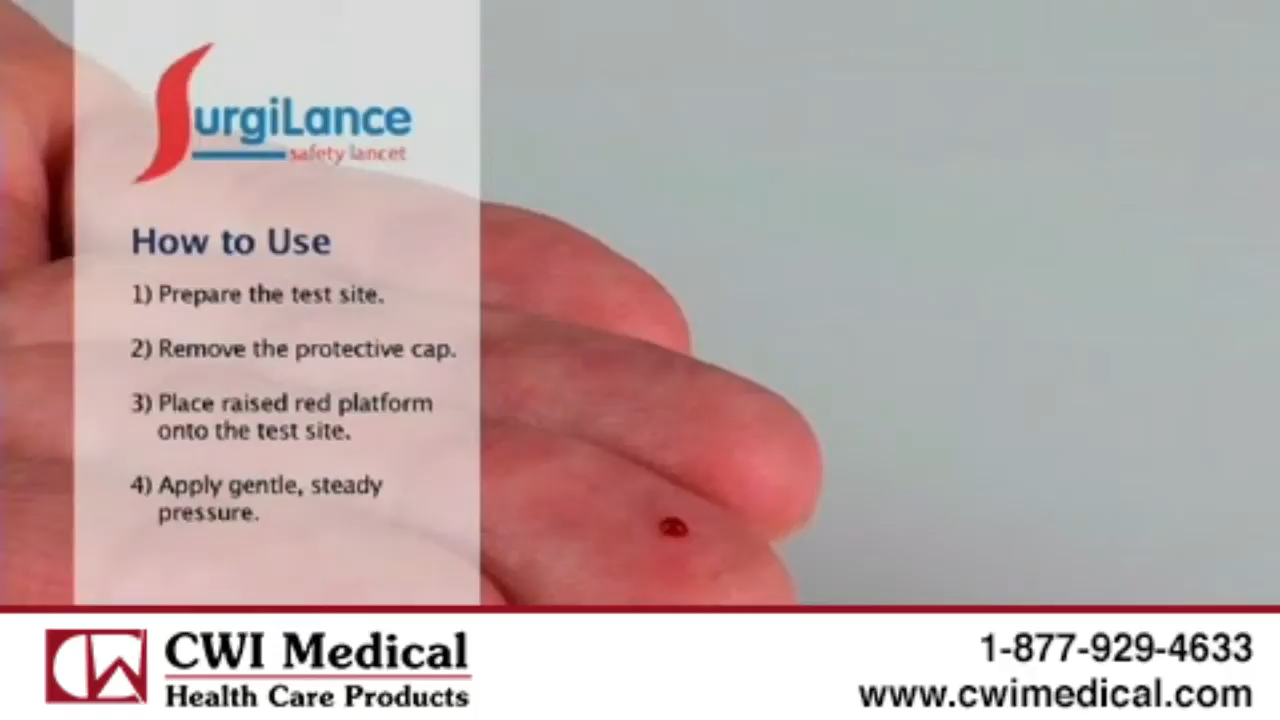 SurgiLance
safety lancet
How to Use
1) Prepare the test site.
2) Remove the protective cap.
3) Place raised red platform
onto the test site.
4) Apply gentle, steady
pressure.
CWI Medical
Health Care Products
1-877-929-4633
www.cwimedical.com